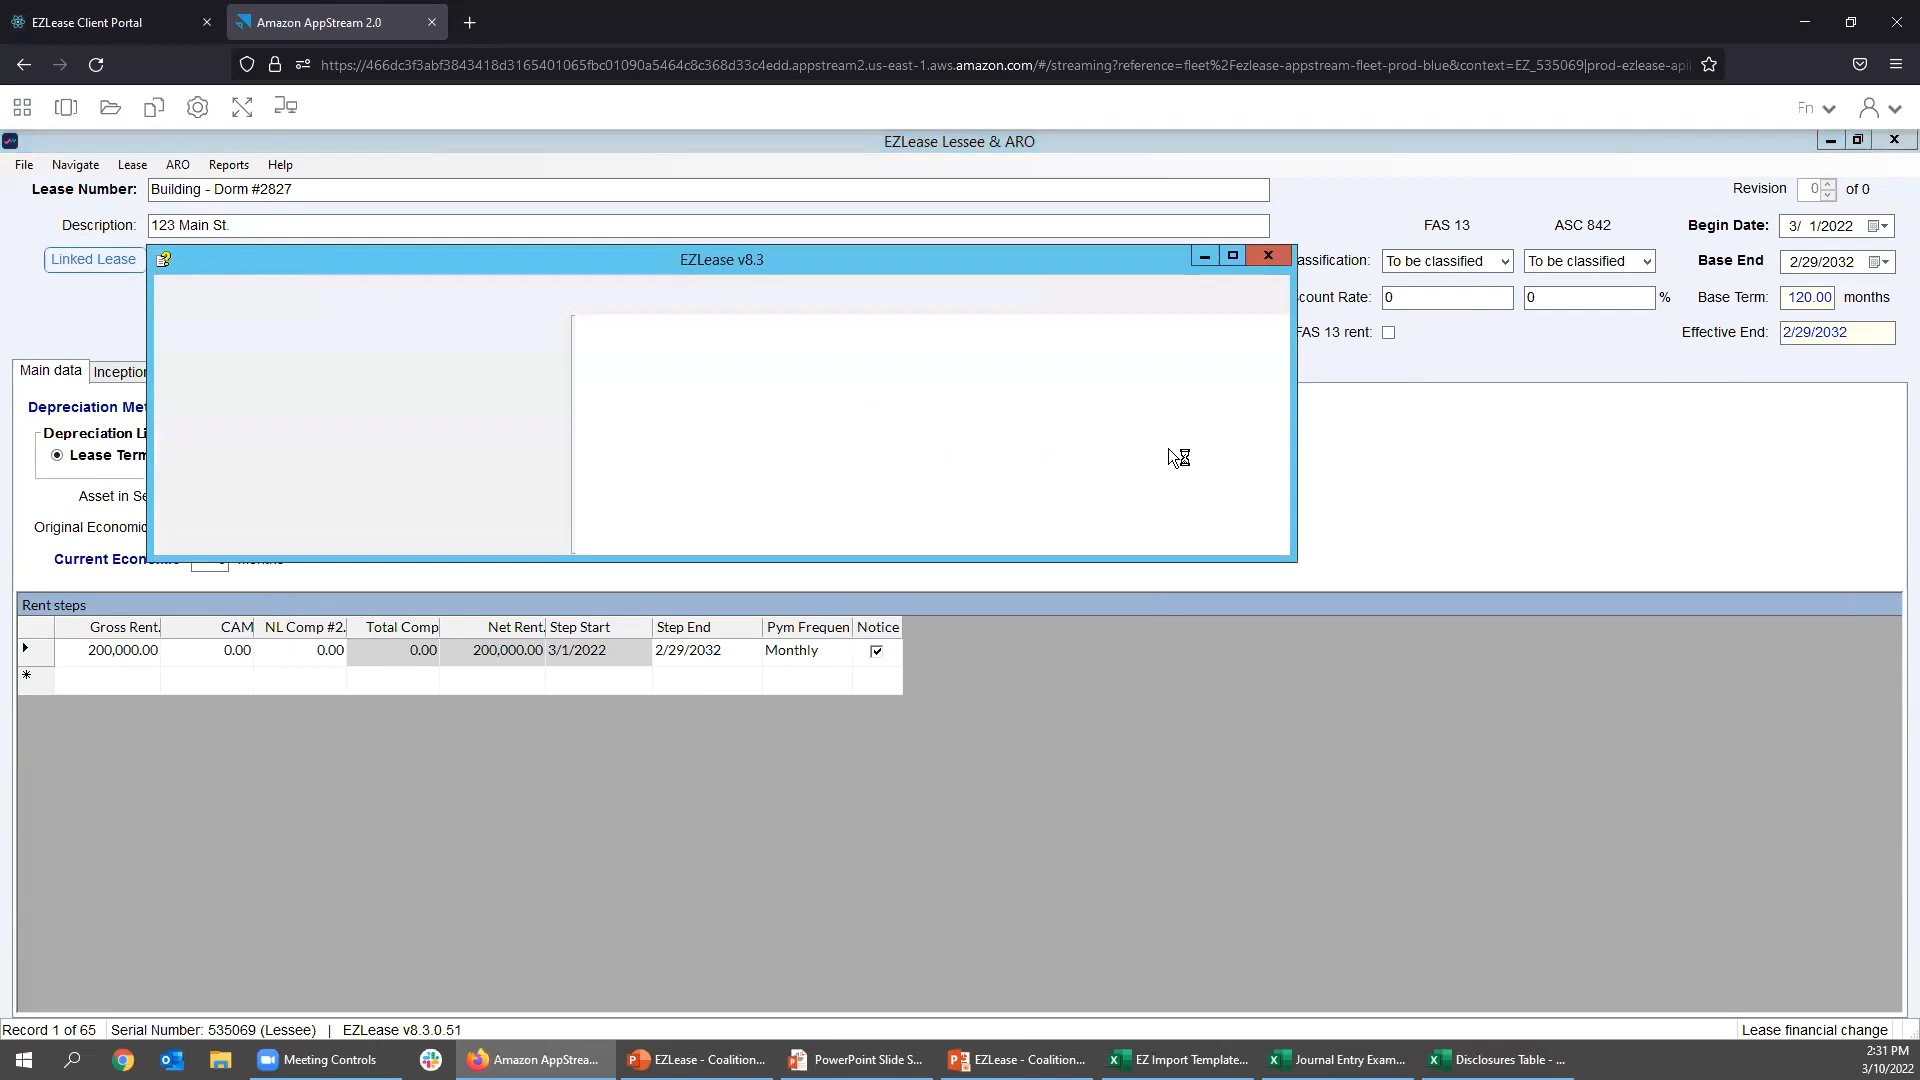 EZLease Client Portal
Amazon AppStream 2.0
https://466dc3f3abf3843418d3165401065fbc01090a5464c8c368d33c4edd.appstream2.us-east-1.aws.amazon.com/#/streaming?reference=fleet%2Fezlease-appstream-fleet-prod-blue&context=EZ_535069|prod-ezlease-apil
Fn
EZLease Lessee & ARO
File Navigate Lease ARO Reports Help
Lease Number: Building - Dorm #2827 Revision 0 of 0
Description: 123 Main St. FAS 13 ASC 842 Begin Date: 3/ 1/2022
Linked Lease EZLease v8.3 assification: To be classified To be classified Base End 2/29/2032
count Rate: 0 0 % Base Term: 120.00 months
FAS 13 rent: Effective End: 2/29/2032
Main data Inception
Depreciation Met
Depreciation Li
Lease Term
Asset in Se
Original Economic
Current Econ
Rent steps
Gross Rent. CAM NL Comp #2. Total Comp Net Rent. Step Start Step End Pym Frequen Notice
200,000.00 0.00 0.00 0.00 200,000.00 3/1/2022 2/29/2032 Monthly
Record 1 of 65 Serial Number: 535069 (Lessee) | EZLease v8.3.0.51 Lease financial change
Meeting Controls Amazon AppStrea... EZLease - Coalition... PowerPoint Slide S... EZLease - Coalition... EZ Import Template... Journal Entry Exam... Disclosures Table - ... 2:31 PM
3/10/2022